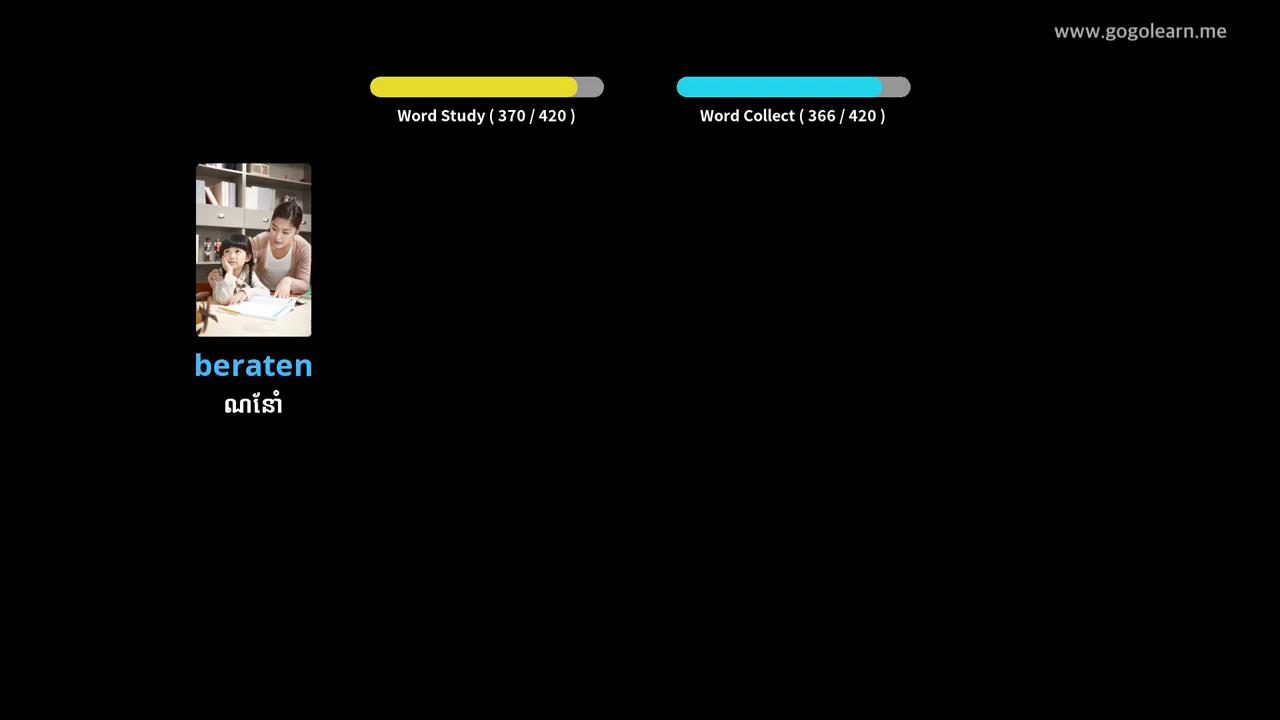 www.gogolearn.me
Word Study ( 370 / 420 )
Word Collect ( 366 / 420 )
beraten
ណែនាំ